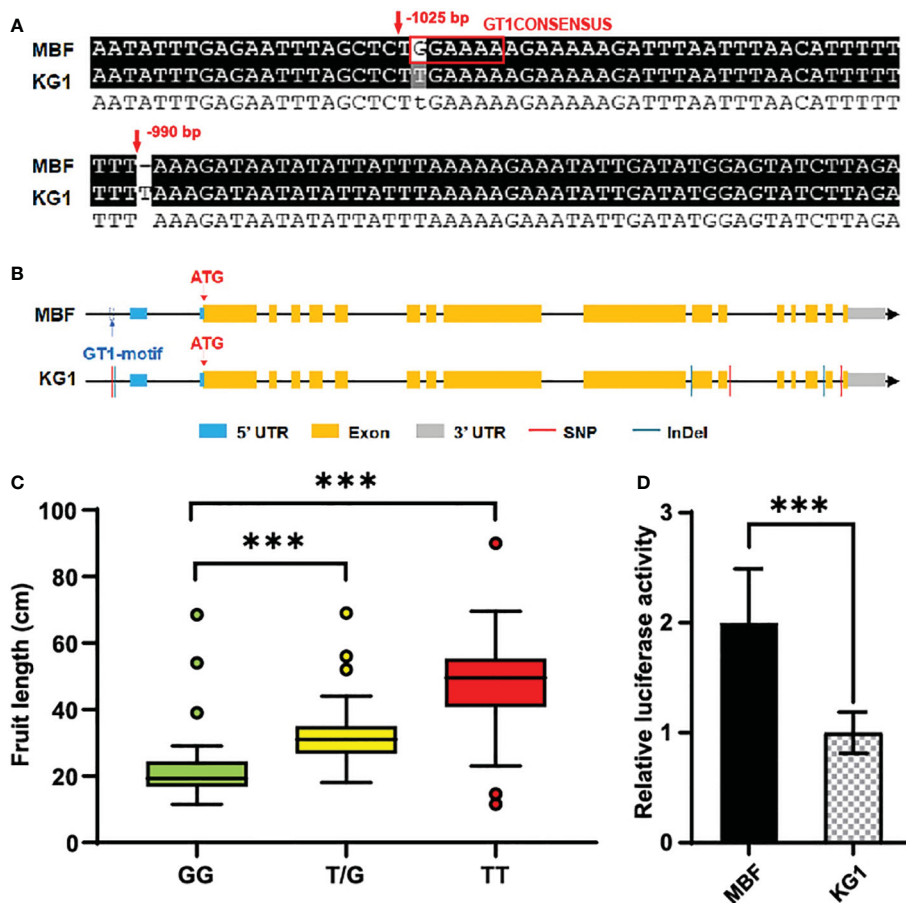 A
-1025 bp
GT1CONSENSUS
MBF AATATTTGAGAATTTAGCTCTGGAAAAAGAAAAAGATTTAATTTAACATTTTT
KG1 AATATTTGAGAATTTAGCTCTTGAAAAAGAAAAAGATTTAATTTAACATTTTT
AATATTTGAGAATTTAGCTCTtGAAAAAGAAAAAGATTTAATTTAACATTTTT
-990 bp
MBF TTT-AAAGATAATATATTATTTAAAAAGAAATATTGATATGGAGTATCTTAGA
KG1 TTTTAAAGATAATATATTATTTAAAAAGAAATATTGATATGGAGTATCTTAGA
TTT AAAGATAATATATTATTTAAAAAGAAATATTGATATGGAGTATCTTAGA
B
ATG
MBF
GT1-motif
ATG
KG1
5' UTR Exon 3' UTR SNP InDel
C
***
***
Fruit length (cm)
100
80
60
40
20
0
GG T/G TT
D
***
Relative luciferase activity
3
2
1
0
MBF KG1